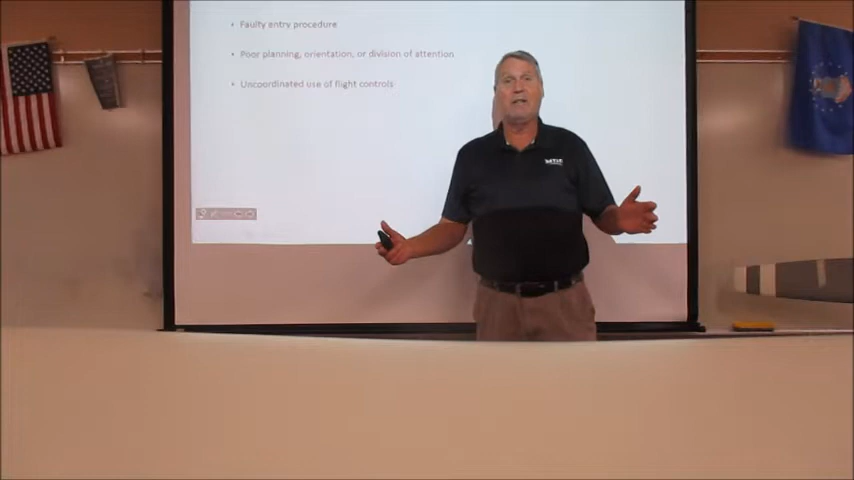 • Faulty entry procedure
• Poor planning, orientation, or division of attention
• Uncoordinated use of flight controls